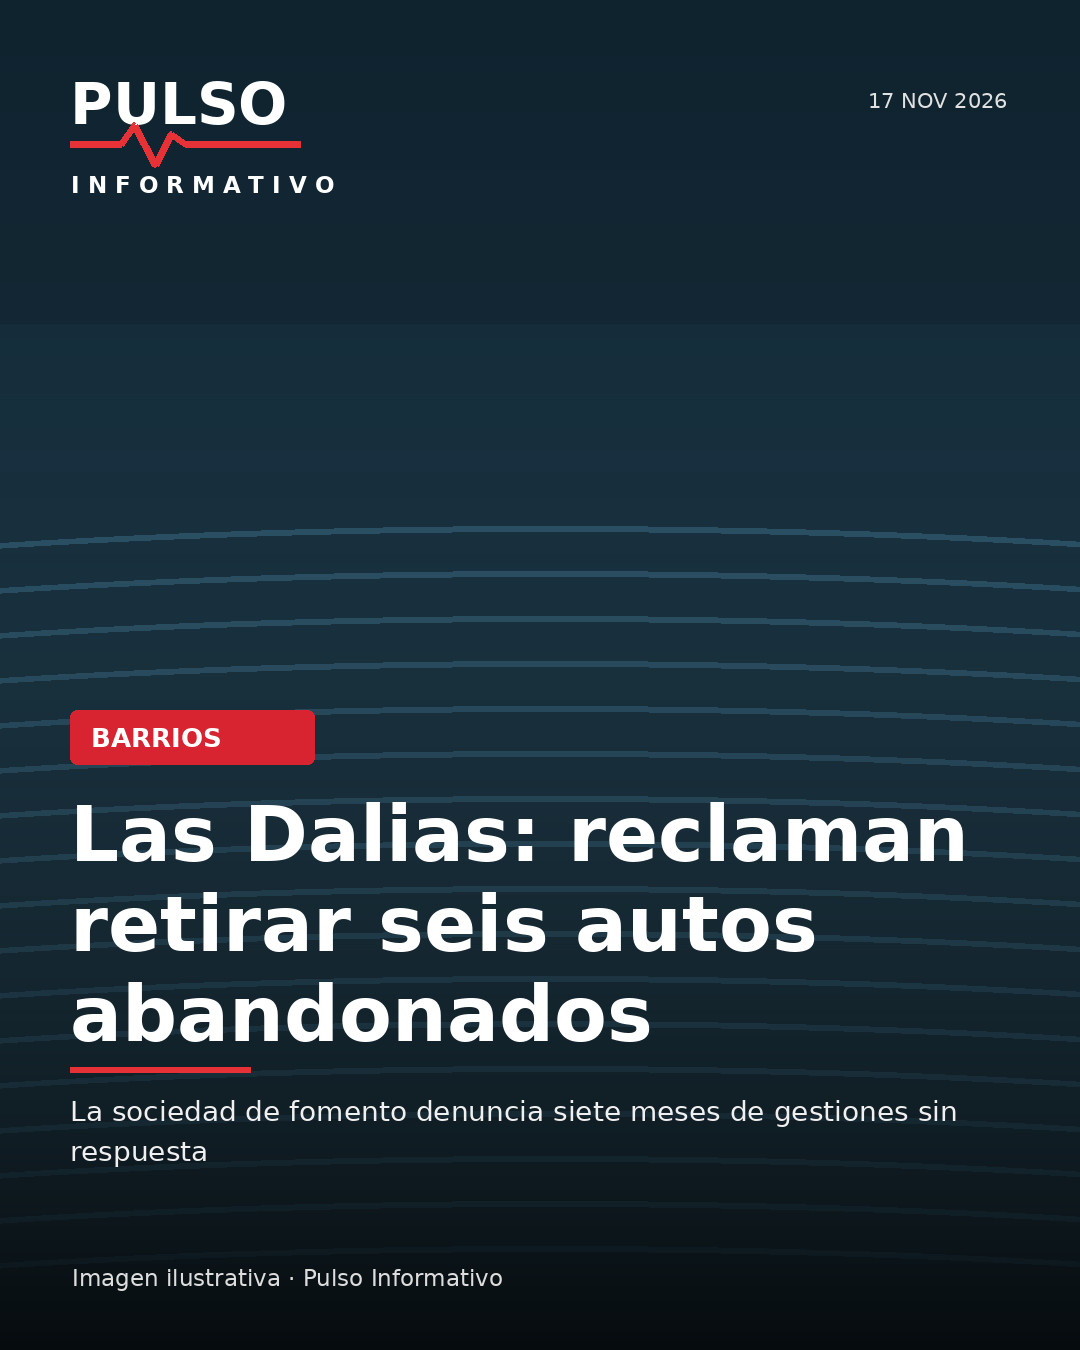 PULSO
INFORMATIVO
17 NOV 2026
BARRIOS
Las Dalias: reclaman
retirar seis autos
abandonados
La sociedad de fomento denuncia siete meses de gestiones sin
respuesta
Imagen ilustrativa · Pulso Informativo